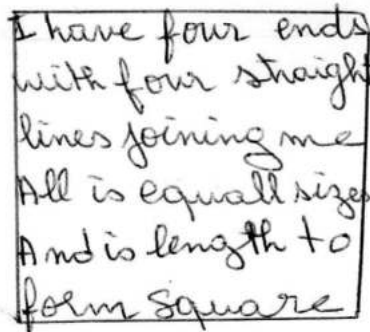 I have four ends
with four straight
lines joining me
All is equall sizes
And is length to
form Square